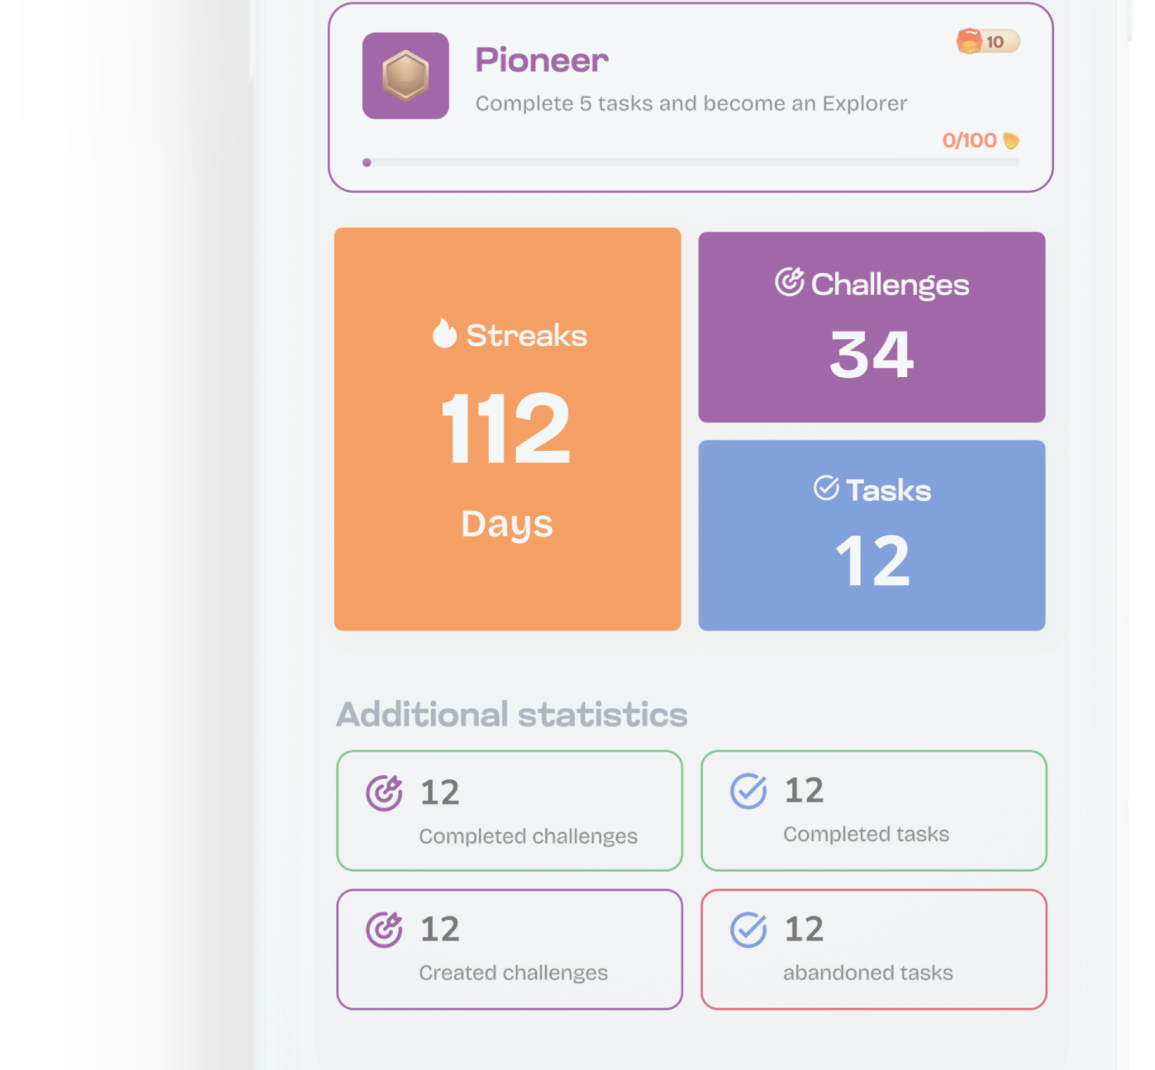 Pioneer
10
Complete 5 tasks and become an Explorer
0/100
Streaks
112
Days
Challenges
34
Tasks
12
Additional statistics
12
Completed challenges
12
Completed tasks
12
Created challenges
12
abandoned tasks